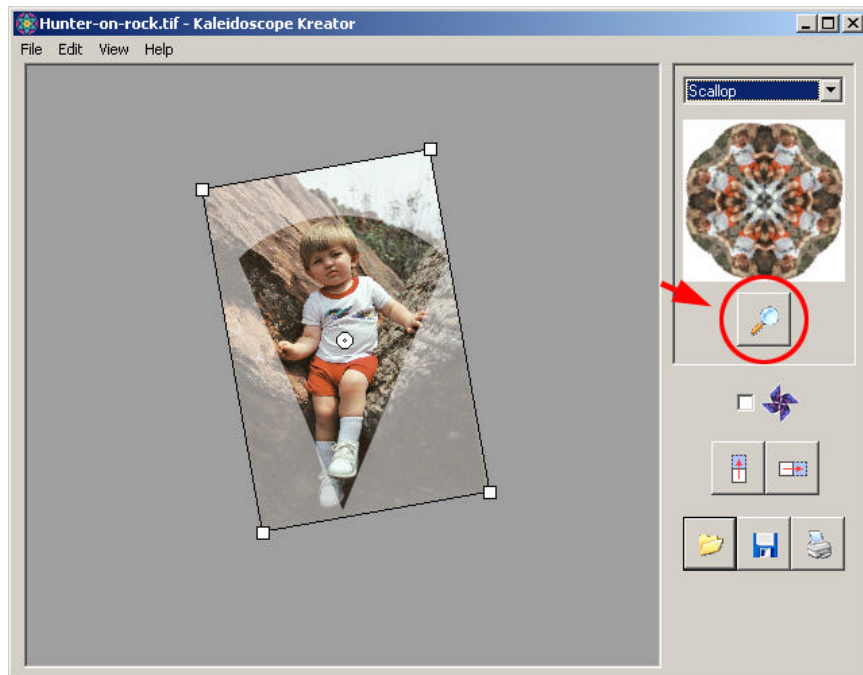 Hunter-on-rock.tif - Kaleidoscope Kreator
File Edit View Help
Scallop